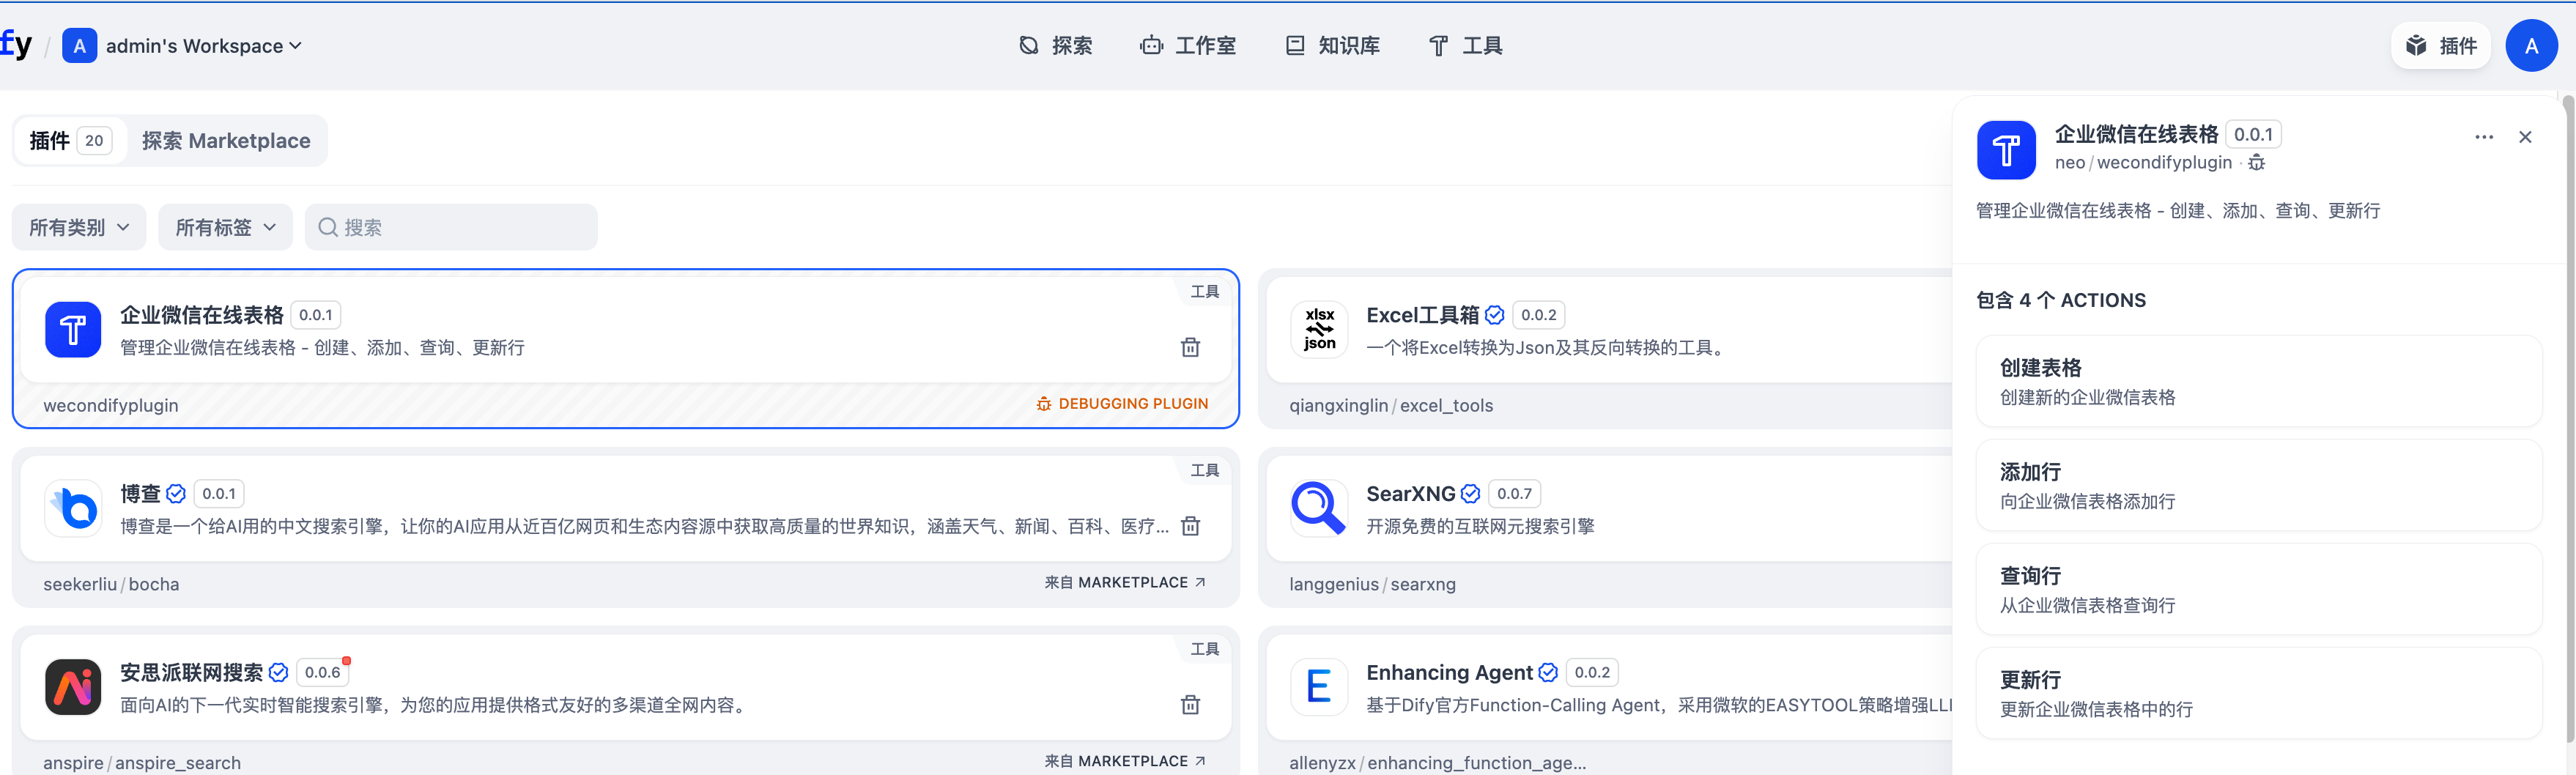 fy / A admin's Workspace
探索 工作室 知识库 工具
插件 A
插件 20 探索 Marketplace
所有类别 所有标签 搜索
工具
企业微信在线表格 0.0.1
管理企业微信在线表格 - 创建、添加、查询、更新行
wecondifyplugin
DEBUGGING PLUGIN
xlsx
json
Excel工具箱 0.0.2
一个将Excel转换为Json及其反向转换的工具。
qiangxinglin / excel_tools
工具
博查 0.0.1
博查是一个给AI用的中文搜索引擎，让你的AI应用从近百亿网页和生态内容源中获取高质量的世界知识，涵盖天气、新闻、百科、医疗...
seekerliu / bocha
来自 MARKETPLACE
SearXNG 0.0.7
开源免费的互联网元搜索引擎
langgenius / searxng
工具
安思派联网搜索 0.0.6
面向AI的下一代实时智能搜索引擎，为您的应用提供格式友好的多渠道全网内容。
anspire / anspire_search
来自 MARKETPLACE
E
Enhancing Agent 0.0.2
基于Dify官方Function-Calling Agent，采用微软的EASYTOOL策略增强LLM
allenyzx / enhancing_function_age...
企业微信在线表格 0.0.1
neo / wecondifyplugin ·
管理企业微信在线表格 - 创建、添加、查询、更新行
包含 4 个 ACTIONS
创建表格
创建新的企业微信表格
添加行
向企业微信表格添加行
查询行
从企业微信表格查询行
更新行
更新企业微信表格中的行